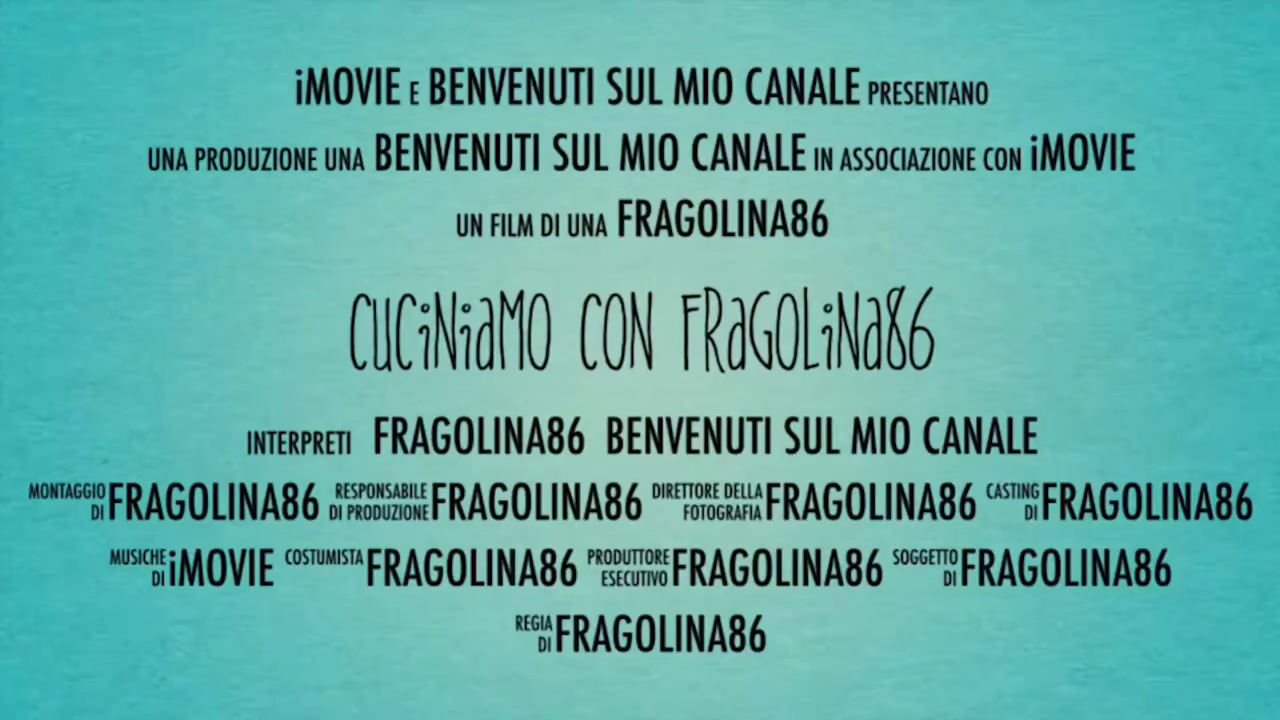 iMOVIE E BENVENUTI SUL MIO CANALE PRESENTANO
UNA PRODUZIONE UNA BENVENUTI SUL MIO CANALE IN ASSOCIAZIONE CON iMOVIE
UN FILM DI UNA FRAGOLINA86
CUCiNiaMO CON FRaGOLiNa86
INTERPRETI FRAGOLINA86 BENVENUTI SUL MIO CANALE
MONTAGGIO DI FRAGOLINA86 RESPONSABILE DI PRODUZIONE FRAGOLINA86 DIRETTORE DELLA FOTOGRAFIA FRAGOLINA86 CASTING DI FRAGOLINA86
MUSICHE DI iMOVIE COSTUMISTA FRAGOLINA86 PRODUTTORE ESECUTIVO FRAGOLINA86 SOGGETTO DI FRAGOLINA86
REGIA DI FRAGOLINA86